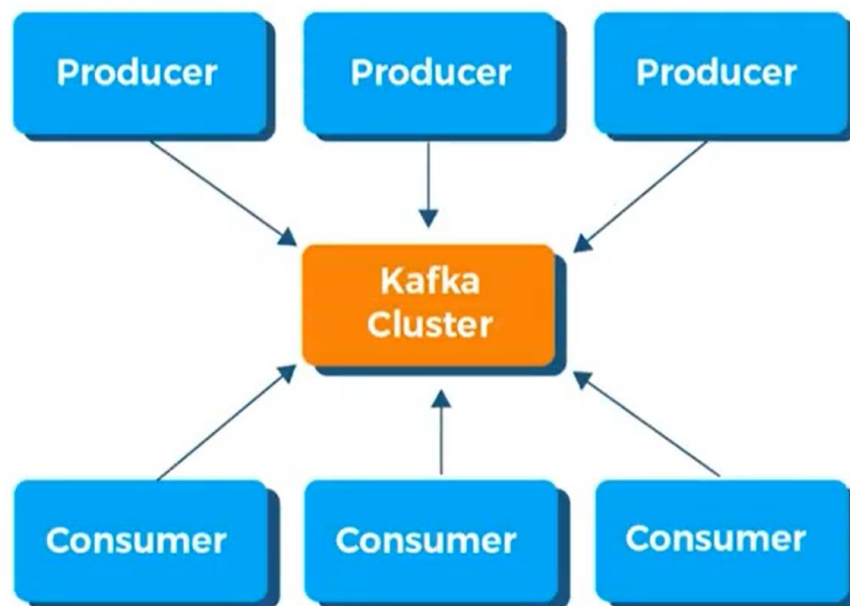 Producer
Producer
Producer
Kafka
Cluster
Consumer
Consumer
Consumer